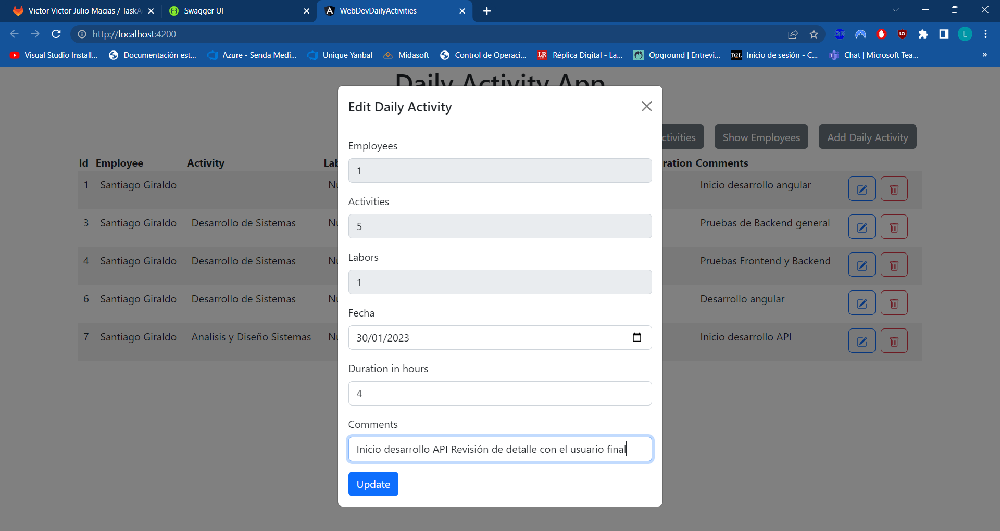 Victor Victor Julio Macias / TaskA
Swagger UI
WebDevDailyActivities
http://localhost:4200
L
Visual Studio Install...
Documentación est...
Azure - Senda Medi...
Unique Yanbal
Midasoft
Control de Operaci...
Réplica Digital - La...
Opground | Entrevi...
D2L Inicio de sesión - C...
Chat | Microsoft Tea...
»
Daily Activity App
Edit Daily Activity
ctivities
Show Employees
Add Daily Activity
Id Employee Activity Lab ration Comments
1 Santiago Giraldo Nu Inicio desarrollo angular
3 Santiago Giraldo Desarrollo de Sistemas Nu Pruebas de Backend general
4 Santiago Giraldo Desarrollo de Sistemas Nu Pruebas Frontend y Backend
6 Santiago Giraldo Desarrollo de Sistemas Nu Desarrollo angular
7 Santiago Giraldo Analisis y Diseño Sistemas Nu Inicio desarrollo API
Employees
1
Activities
5
Labors
1
Fecha
30/01/2023
Duration in hours
4
Comments
Inicio desarrollo API Revisión de detalle con el usuario final
Update